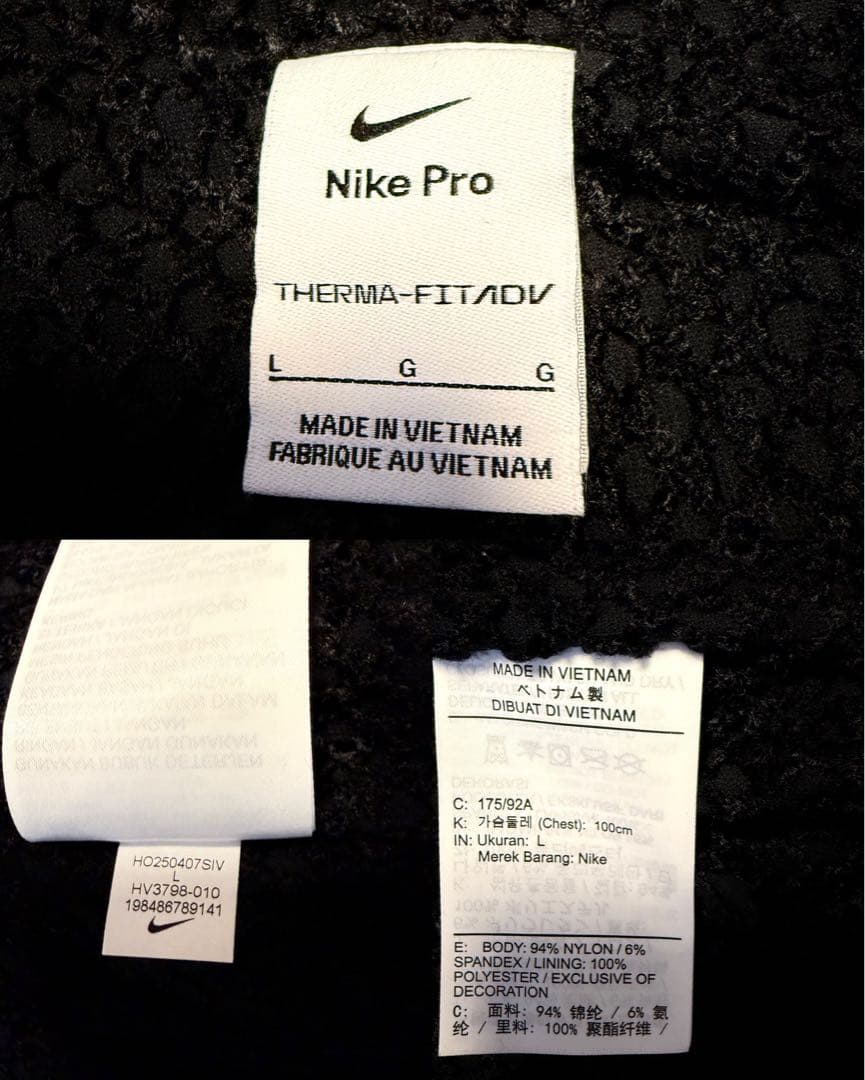 Nike Pro
THERMA-FITADV
L G G
MADE IN VIETNAM
FABRIQUE AU VIETNAM
HO250407SIV
L
HV3798-010
198486789141
MADE IN VIETNAM
ベトナム製
DIBUAT DI VIETNAM
C: 175/92A
K: 가슴둘레 (Chest): 100cm
IN: Ukuran: L
Merek Barang: Nike
E: BODY: 94% NYLON / 6%
SPANDEX / LINING: 100%
POLYESTER / EXCLUSIVE OF
DECORATION
C: 面料: 94% 锦纶 / 6% 氨
纶 / 里料: 100% 聚酯纤维 /